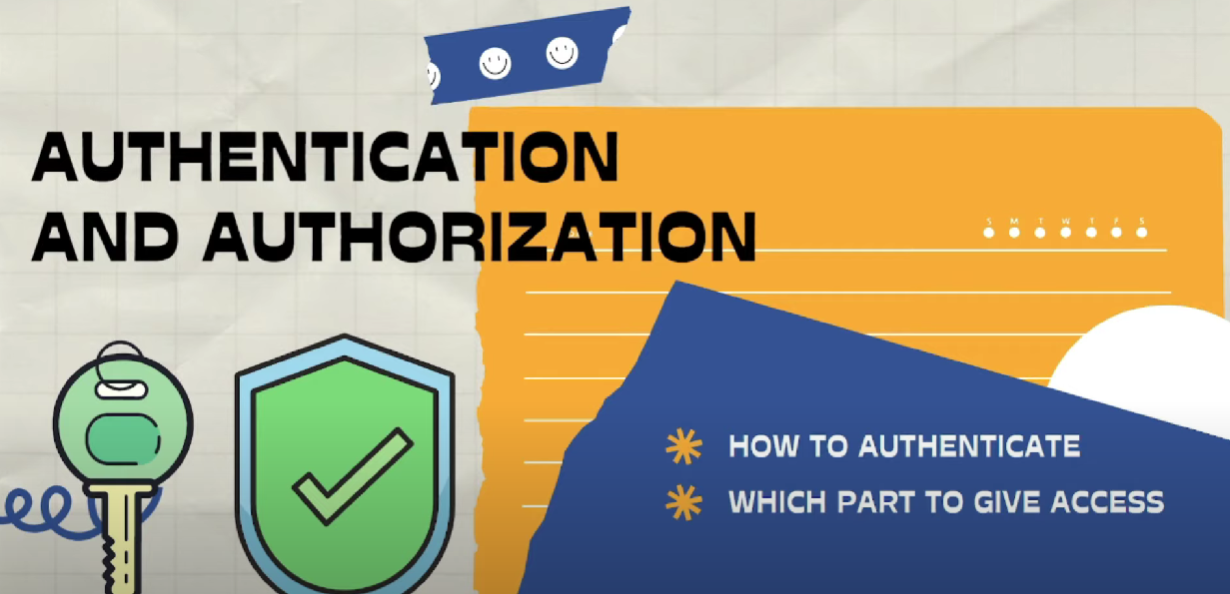 AUTHENTICATION
AND AUTHORIZATION
S M T W T F S
HOW TO AUTHENTICATE
WHICH PART TO GIVE ACCESS